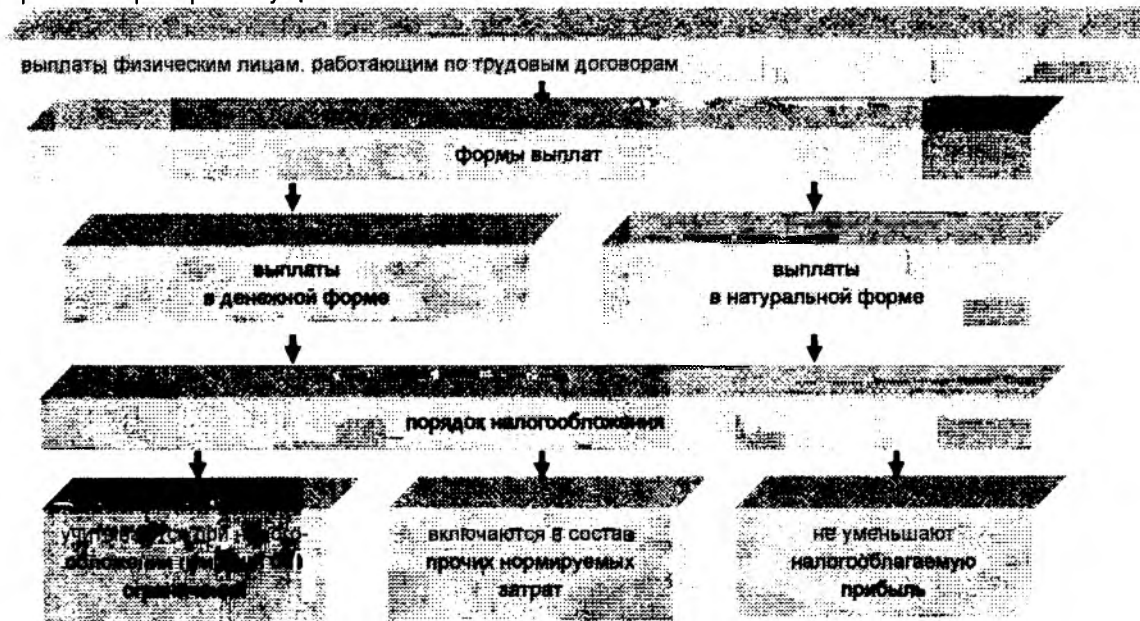 выплаты физическим лицам, работающим по трудовым договорам
формы выплат
выплаты
в денежной форме
выплаты
в натуральной форме
порядок налогообложения
при
включаются в состав
прочих нормируемых
затрат
не уменьшают
налогооблагаемую
прибыль